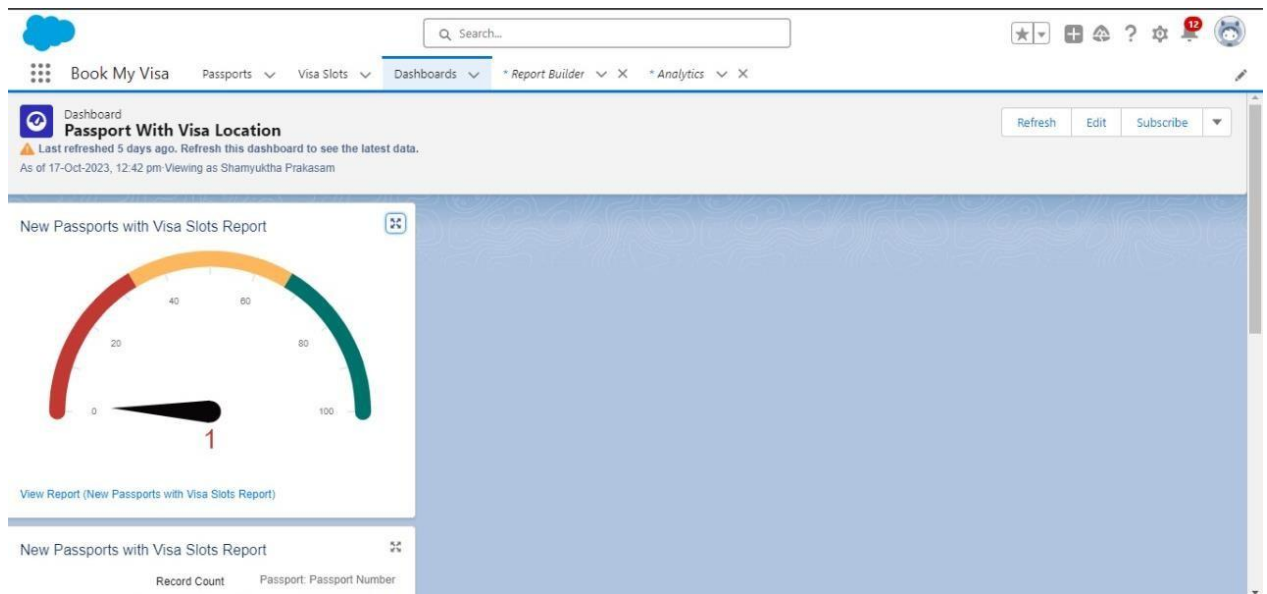 Search...
12
Book My Visa Passports Visa Slots Dashboards * Report Builder * Analytics
Dashboard
Passport With Visa Location
Last refreshed 5 days ago. Refresh this dashboard to see the latest data.
As of 17-Oct-2023, 12:42 pm·Viewing as Shamyuktha Prakasam
Refresh Edit Subscribe
New Passports with Visa Slots Report
40 60
20 80
0 100
1
View Report (New Passports with Visa Slots Report)
New Passports with Visa Slots Report
Record Count Passport: Passport Number